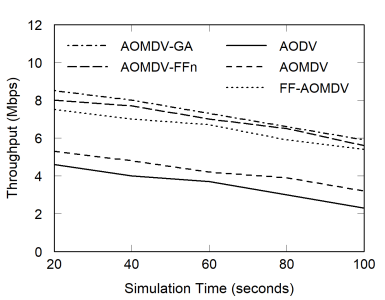 12
10
8
6
4
2
0
Throughput (Mbps)
AOMDV-GA
AOMDV-FFn
AODV
AOMDV
FF-AOMDV
20 40 60 80 100
Simulation Time (seconds)